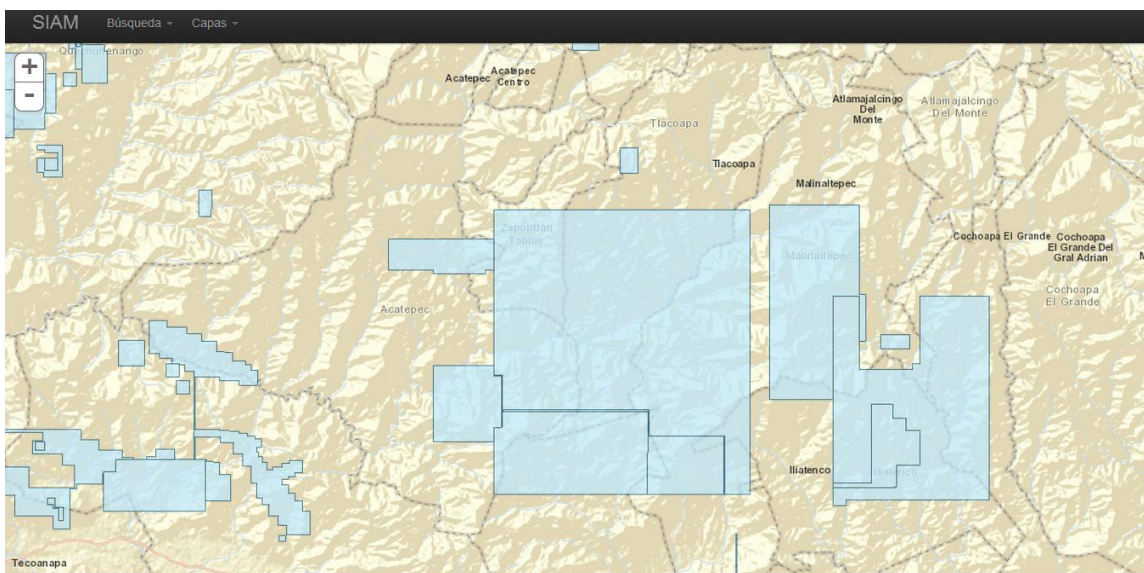 SIAM Búsqueda Capas
+
-
Quechultenango
Acatepec
Acatepec
Centro
Tlacoapa
Atlamajalcingo
Del
Monte
Atlamajalcingo
Del Monte
Tlacoapa
Malinaltepec
Zapotitlan
Tablas
Malinaltepec
Cochoapa El Grande
Cochoapa
El Grande Del
Gral Adrian
M
Cochoapa
El Grande
Acatepec
Iliatenco
Iliatenco
Tecoanapa